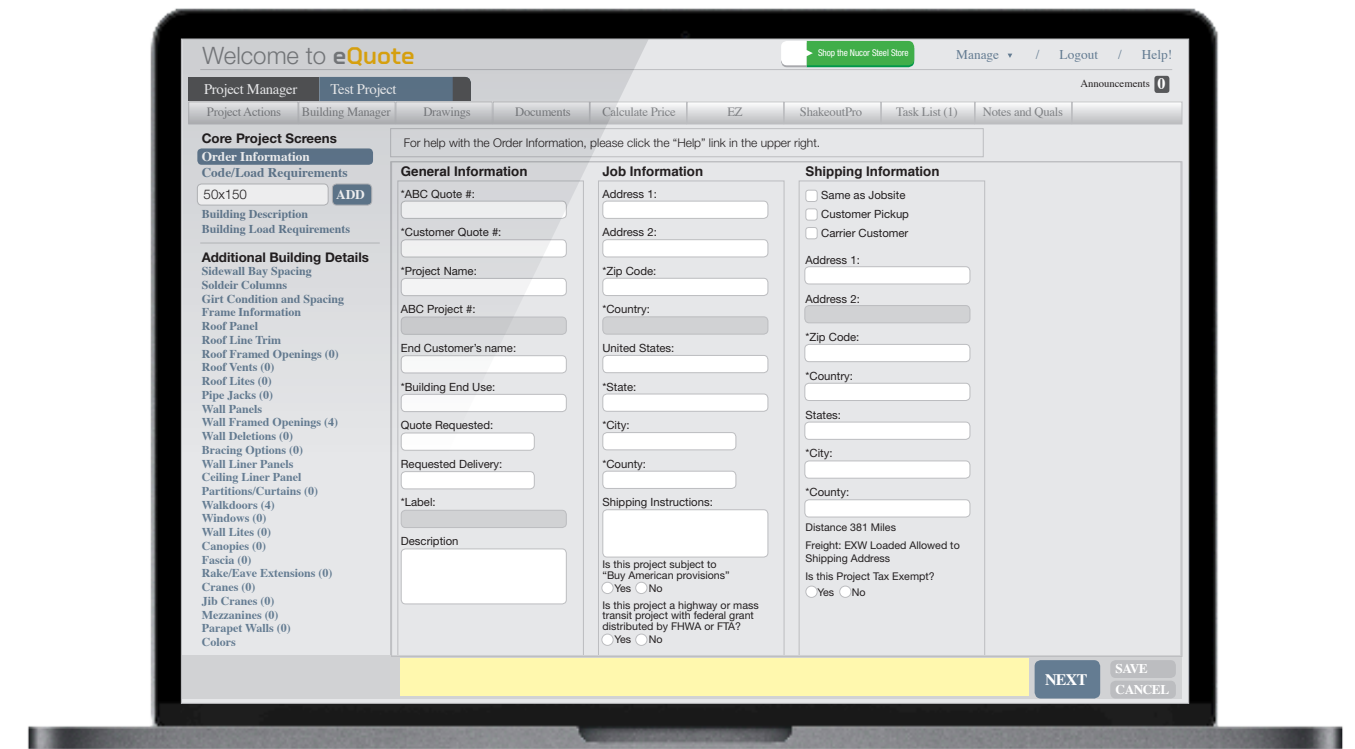 Welcome to eQuote
Shop the Nucor Steel Store
Manage ▾ / Logout / Help!
Project Manager
Test Project
Announcements 0
Project Actions
Building Manager
Drawings
Documents
Calculate Price
EZ
ShakeoutPro
Task List (1)
Notes and Quals
Core Project Screens
Order Information
Code/Load Requirements
50x150
ADD
Building Description
Building Load Requirements
Additional Building Details
Sidewall Bay Spacing
Soldeir Columns
Girt Condition and Spacing
Frame Information
Roof Panel
Roof Line Trim
Roof Framed Openings (0)
Roof Vents (0)
Roof Lites (0)
Pipe Jacks (0)
Wall Panels
Wall Framed Openings (4)
Wall Deletions (0)
Bracing Options (0)
Wall Liner Panels
Ceiling Liner Panel
Partitions/Curtains (0)
Walkdoors (4)
Windows (0)
Wall Lites (0)
Canopies (0)
Fascia (0)
Rake/Eave Extensions (0)
Cranes (0)
Jib Cranes (0)
Mezzanines (0)
Parapet Walls (0)
Colors
For help with the Order Information, please click the “Help” link in the upper right.
General Information
*ABC Quote #:
*Customer Quote #:
*Project Name:
ABC Project #:
End Customer’s name:
*Building End Use:
Quote Requested:
Requested Delivery:
*Label:
Description
Job Information
Address 1:
Address 2:
*Zip Code:
*Country:
United States:
*State:
*City:
*County:
Shipping Instructions:
Is this project subject to
“Buy American provisions”
Yes No
Is this project a highway or mass
transit project with federal grant
distributed by FHWA or FTA?
Yes No
Shipping Information
Same as Jobsite
Customer Pickup
Carrier Customer
Address 1:
Address 2:
*Zip Code:
*Country:
States:
*City:
*County:
Distance 381 Miles
Freight: EXW Loaded Allowed to
Shipping Address
Is this Project Tax Exempt?
Yes No
NEXT
SAVE
CANCEL